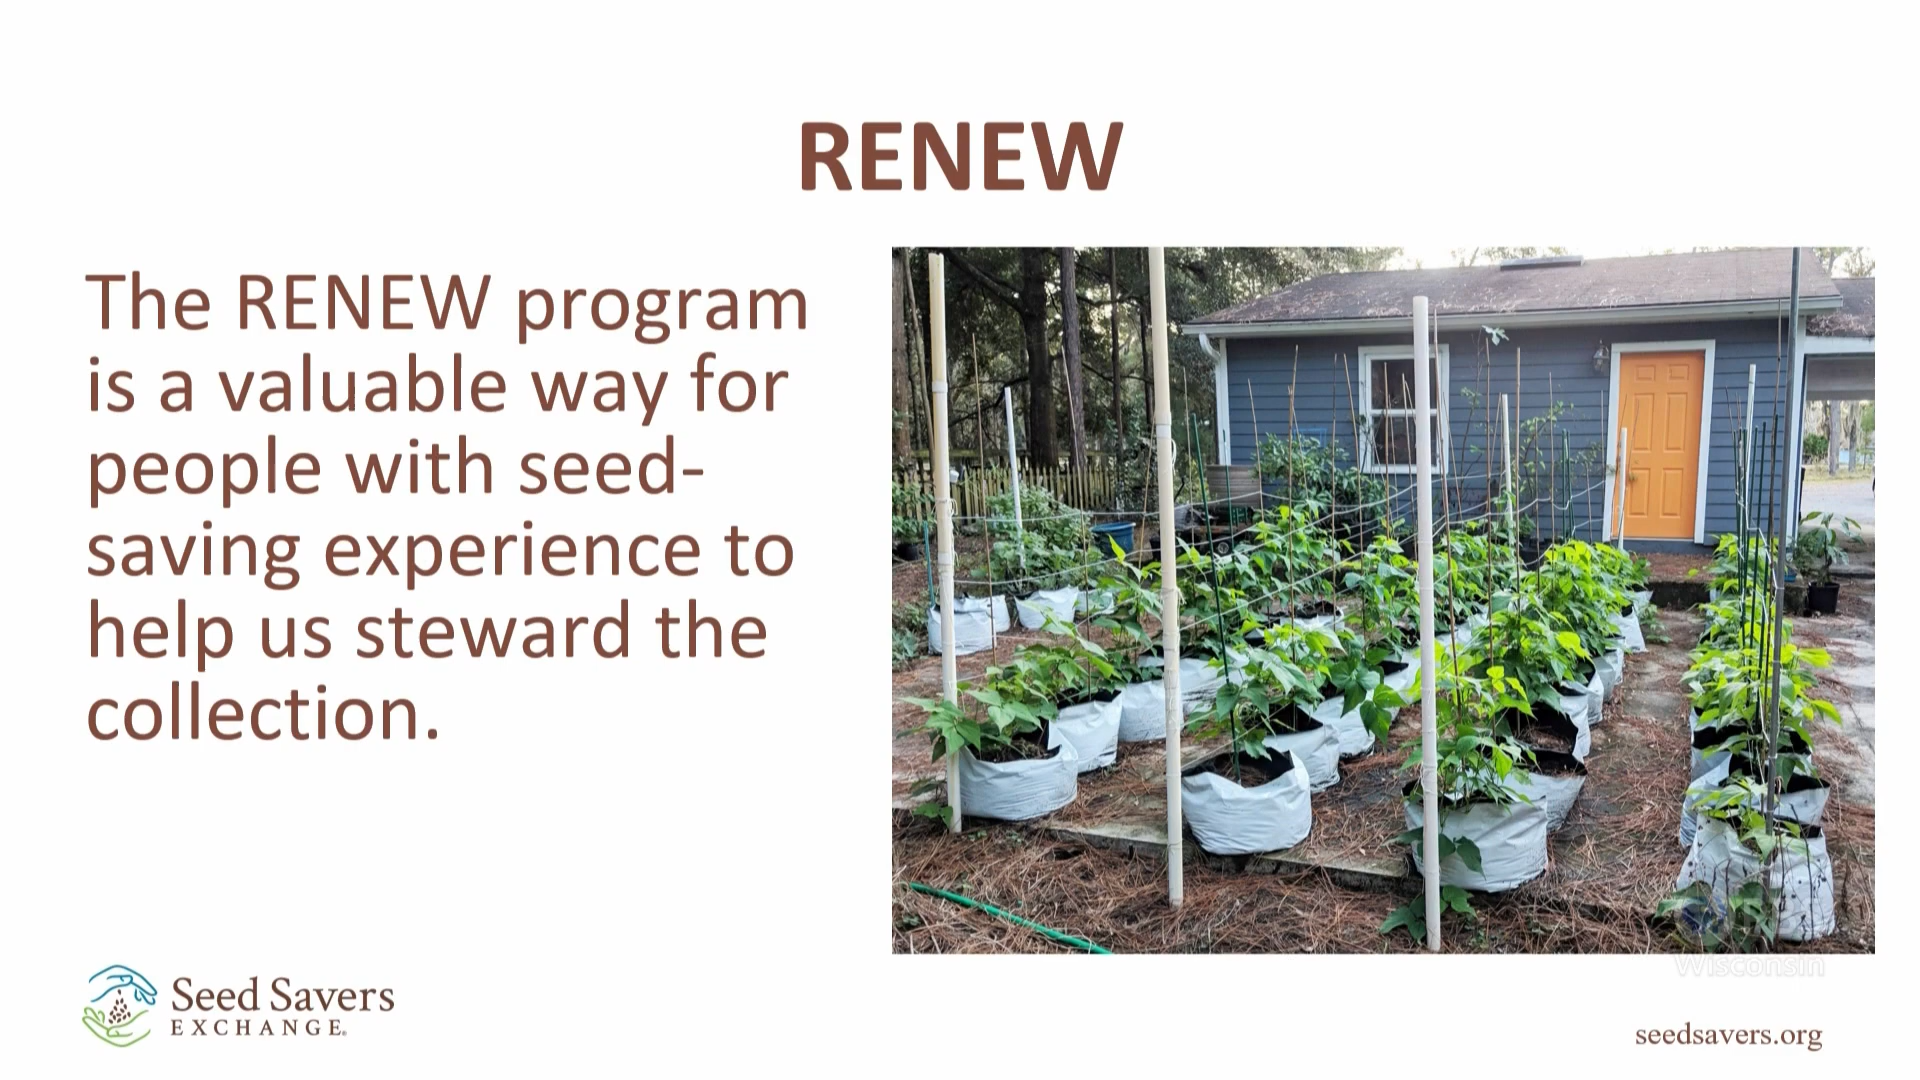 RENEW
The RENEW program
is a valuable way for
people with seed-
saving experience to
help us steward the
collection.
Wisconsin
Seed Savers
EXCHANGE.
seedsavers.org